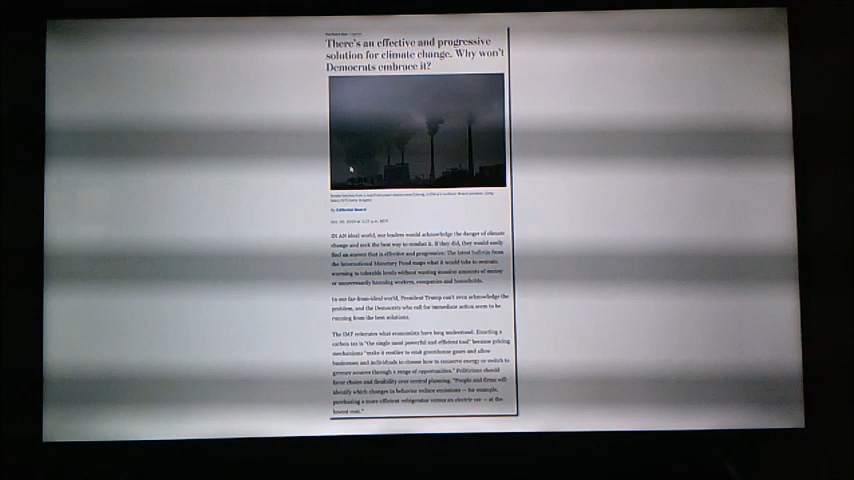 There's an effective and progressive
solution for climate change. Why won't
Democrats embrace it?
By Editorial Board
IN AN ideal world, our leaders would acknowledge the danger of climate
change and seek the best way to combat it. If they did, they would easily
find an answer that is effective and progressive: The latest bulletin from
the International Monetary Fund maps what it would take to restrain
warming to tolerable levels without wasting massive amounts of money
or unnecessarily harming workers, companies and households.
In our far-from-ideal world, President Trump can't even acknowledge the
problem, and the Democrats who call for immediate action seem to be
running from the best solutions.
The IMF reiterates what economists have long understood: Enacting a
carbon tax is "the single most powerful and efficient tool" because pricing
mechanisms "make it costlier to emit greenhouse gases and allow
businesses and individuals to choose how to conserve energy or switch to
greener sources through a range of opportunities." Politicians should
favor choice and flexibility over central planning. "People and firms will
identify which changes in behavior reduce emissions — for example,
purchasing a more efficient refrigerator versus an electric car — at the
lowest cost."